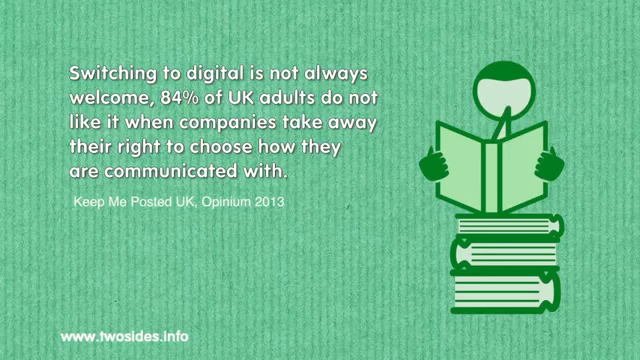 Switching to digital is not always
welcome, 84% of UK adults do not
like it when companies take away
their right to choose how they
are communicated with.
Keep Me Posted UK, Opinium 2013
www.twosides.info